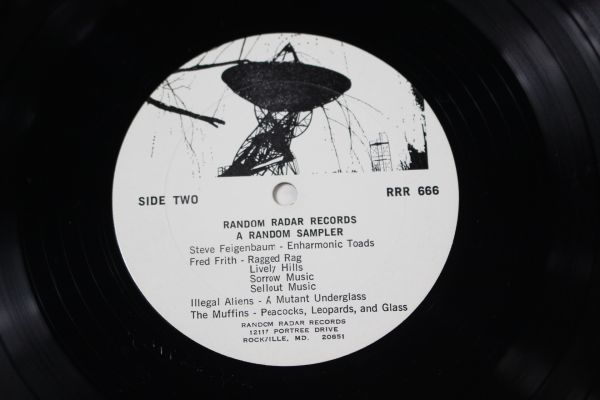 SIDE TWO
RRR 666
RANDOM RADAR RECORDS
A RANDOM SAMPLER
Steve Feigenbaum - Enharmonic Toads
Fred Frith - Ragged Rag
Lively Hills
Sorrow Music
Sellout Music
Illegal Aliens - A Mutant Underglass
The Muffins - Peacocks, Leopards, and Glass
RANDOM RADAR RECORDS
12117 PORTREE DRIVE
ROCKVILLE, MD. 20851